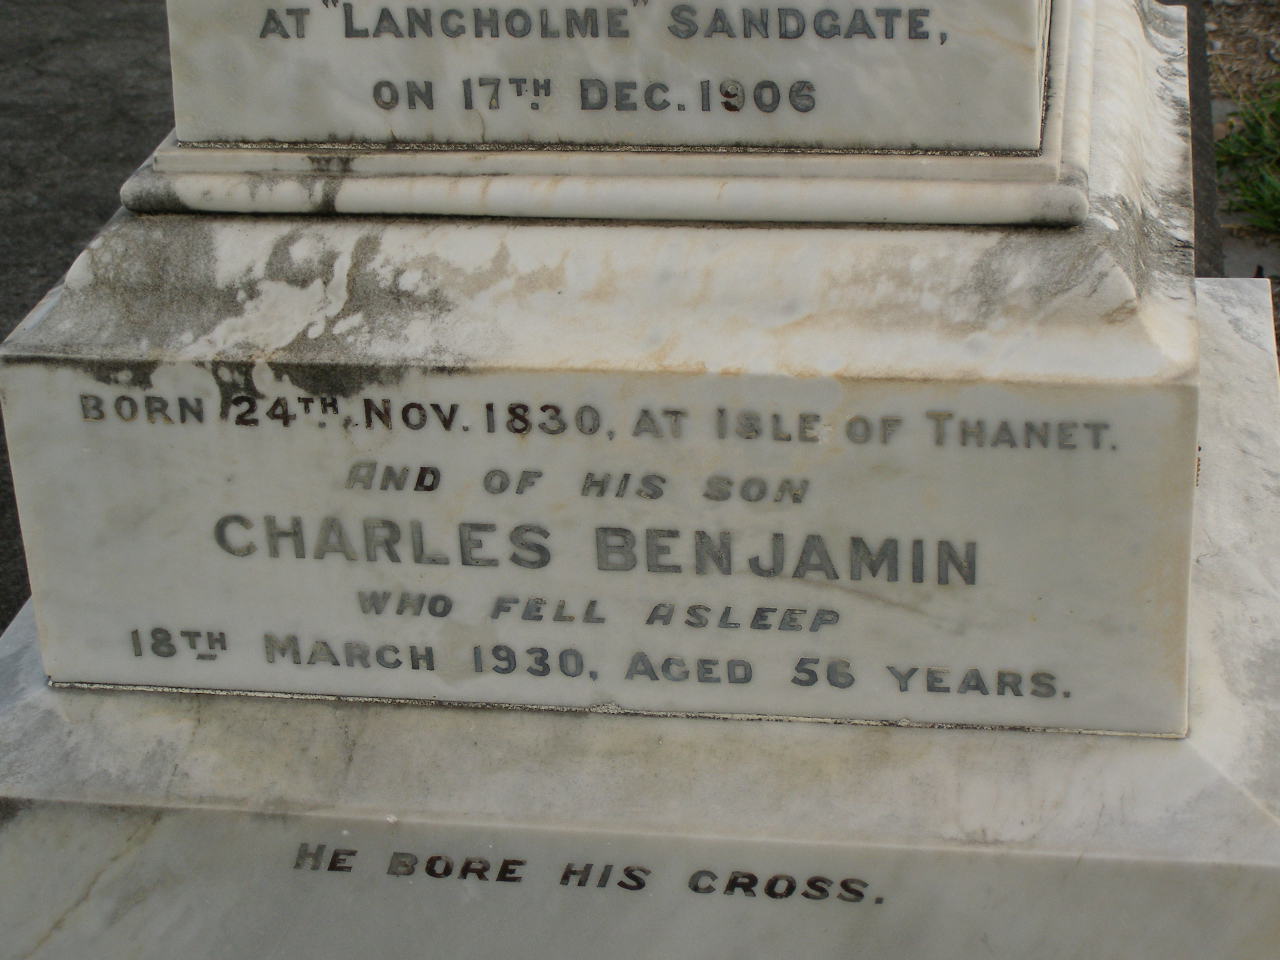 AT "LANGHOLME" SANDGATE,
ON 17TH DEC. 1906
BORN 24TH NOV. 1830, AT ISLE OF THANET.
AND OF HIS SON
CHARLES BENJAMIN
WHO FELL ASLEEP
18TH MARCH 1930, AGED 56 YEARS.
HE BORE HIS CROSS.